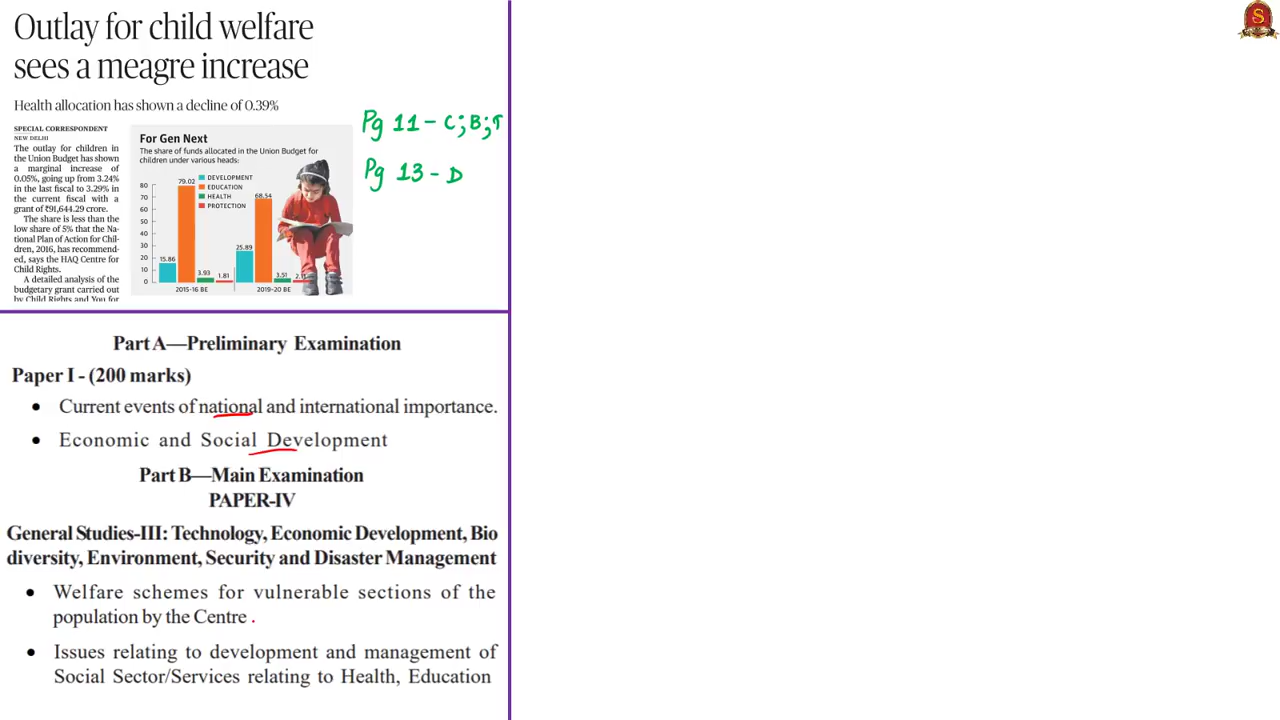 Outlay for child welfare
sees a meagre increase
Health allocation has shown a decline of 0.39%
SPECIAL CORRESPONDENT
NEW DELHI
The outlay for children in
the Union Budget has shown
a marginal increase of
0.05%, going up from 3.24%
in the last fiscal to 3.29% in
the current fiscal with a
grant of ₹91,644.29 crore.
The share is less than the
low share of 5% that the Na-
tional Plan of Action for Chil-
dren, 2016, has recommend-
ed, says the HAQ Centre for
Child Rights.
A detailed analysis of the
budgetary grant carried out
by Child Rights and You for
For Gen Next
The share of funds allocated in the Union Budget for
children under various heads:
DEVELOPMENT
EDUCATION
HEALTH
PROTECTION
80
70
60
50
40
30
20
10
0
15.86
79.02
3.93
1.81
25.89
68.54
3.51
2015-16 BE
2019-20 BE
Pg 11 - C; B; T
Pg 13 - D
S
Part A—Preliminary Examination
Paper I - (200 marks)
• Current events of national and international importance.
• Economic and Social Development
Part B—Main Examination
PAPER-IV
General Studies-III: Technology, Economic Development, Bio
diversity, Environment, Security and Disaster Management
• Welfare schemes for vulnerable sections of the
population by the Centre
• Issues relating to development and management of
Social Sector/Services relating to Health, Education